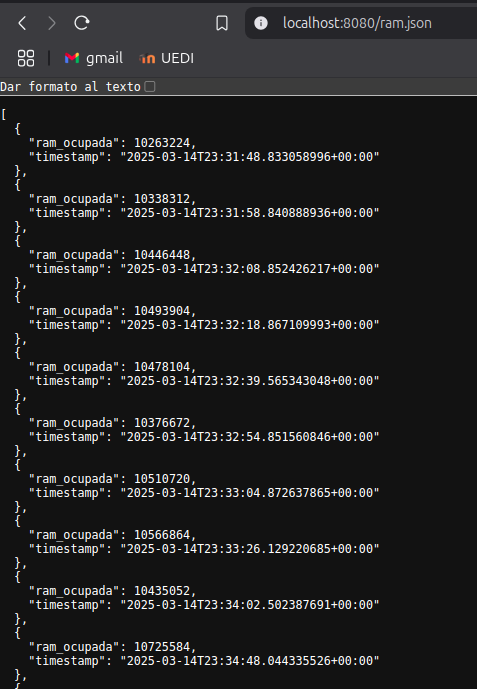 localhost:8080/ram.json
gmail
UEDI
Dar formato al texto
[
  {
    "ram_ocupada": 10263224,
    "timestamp": "2025-03-14T23:31:48.833058996+00:00"
  },
  {
    "ram_ocupada": 10338312,
    "timestamp": "2025-03-14T23:31:58.840888936+00:00"
  },
  {
    "ram_ocupada": 10446448,
    "timestamp": "2025-03-14T23:32:08.852426217+00:00"
  },
  {
    "ram_ocupada": 10493904,
    "timestamp": "2025-03-14T23:32:18.867109993+00:00"
  },
  {
    "ram_ocupada": 10478104,
    "timestamp": "2025-03-14T23:32:39.565343048+00:00"
  },
  {
    "ram_ocupada": 10376672,
    "timestamp": "2025-03-14T23:32:54.851560846+00:00"
  },
  {
    "ram_ocupada": 10510720,
    "timestamp": "2025-03-14T23:33:04.872637865+00:00"
  },
  {
    "ram_ocupada": 10566864,
    "timestamp": "2025-03-14T23:33:26.129220685+00:00"
  },
  {
    "ram_ocupada": 10435052,
    "timestamp": "2025-03-14T23:34:02.502387691+00:00"
  },
  {
    "ram_ocupada": 10725584,
    "timestamp": "2025-03-14T23:34:48.044335526+00:00"
  },
  {